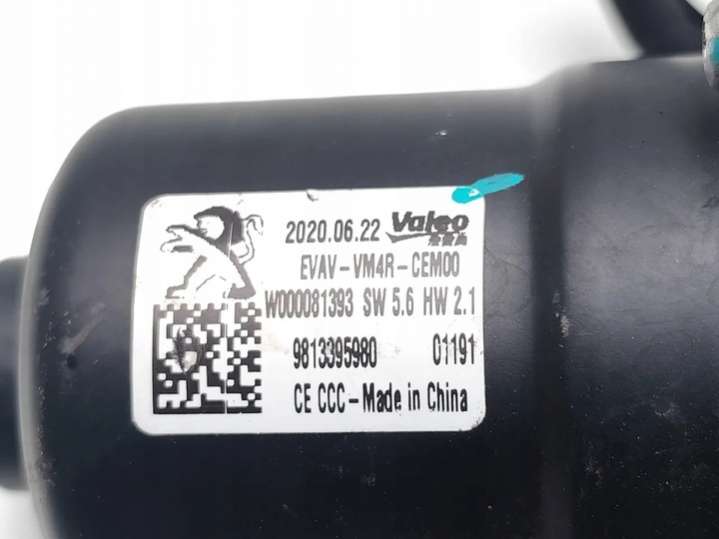 2020.06.22 Valeo
EVAV-VM4R-CEM00
W000081393 SW 5.6 HW 2.1
9813395980 01191
CE CCC-Made in China